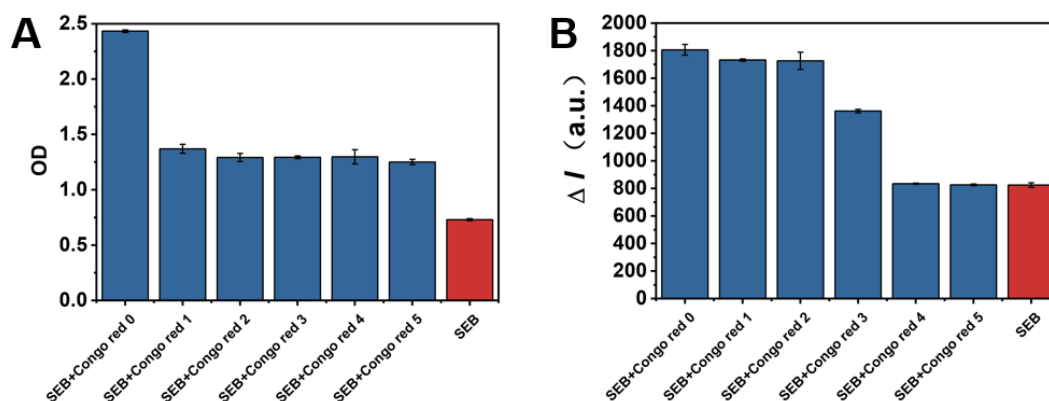 A
OD
2.5
2.0
1.5
1.0
0.5
0.0
SEB+Congo red 0
SEB+Congo red 1
SEB+Congo red 2
SEB+Congo red 3
SEB+Congo red 4
SEB+Congo red 5
SEB
B
Δ I (a.u.)
2000
1800
1600
1400
1200
1000
800
600
400
200
0
SEB+Congo red 0
SEB+Congo red 1
SEB+Congo red 2
SEB+Congo red 3
SEB+Congo red 4
SEB+Congo red 5
SEB